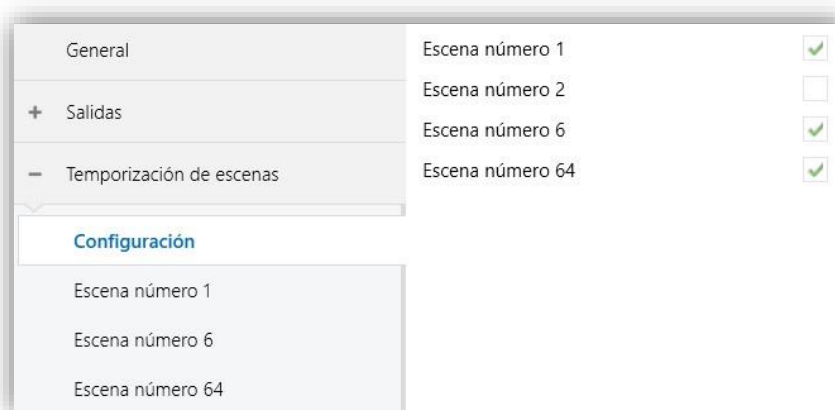 General
+ Salidas
− Temporización de escenas
Configuración
Escena número 1
Escena número 6
Escena número 64
Escena número 1
Escena número 2
Escena número 6
Escena número 64